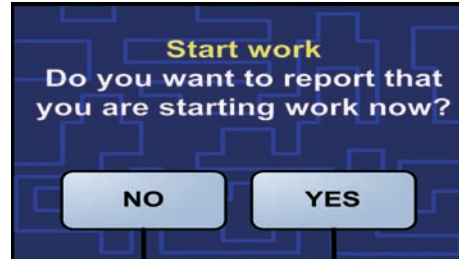 Start work
Do you want to report that
you are starting work now?
NO
YES